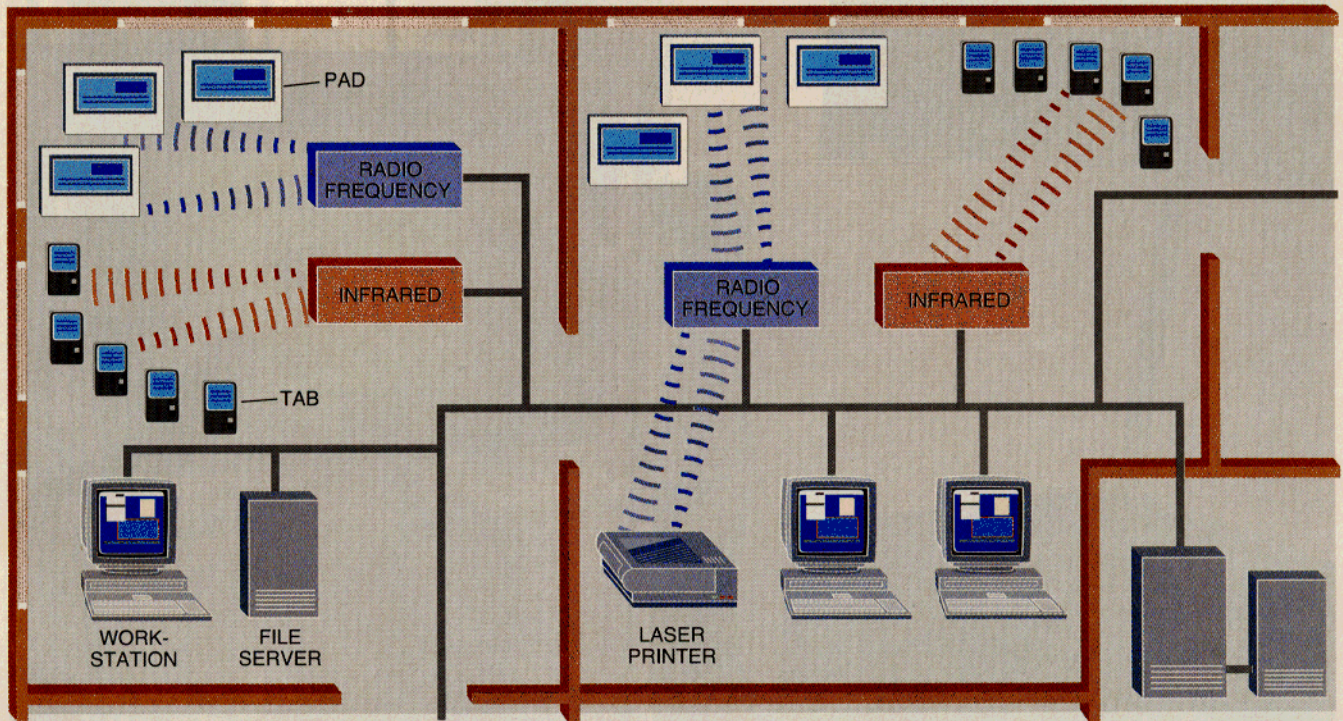 PAD
RADIO
FREQUENCY
INFRARED
TAB
RADIO
FREQUENCY
INFRARED
WORK-
STATION
FILE
SERVER
LASER
PRINTER